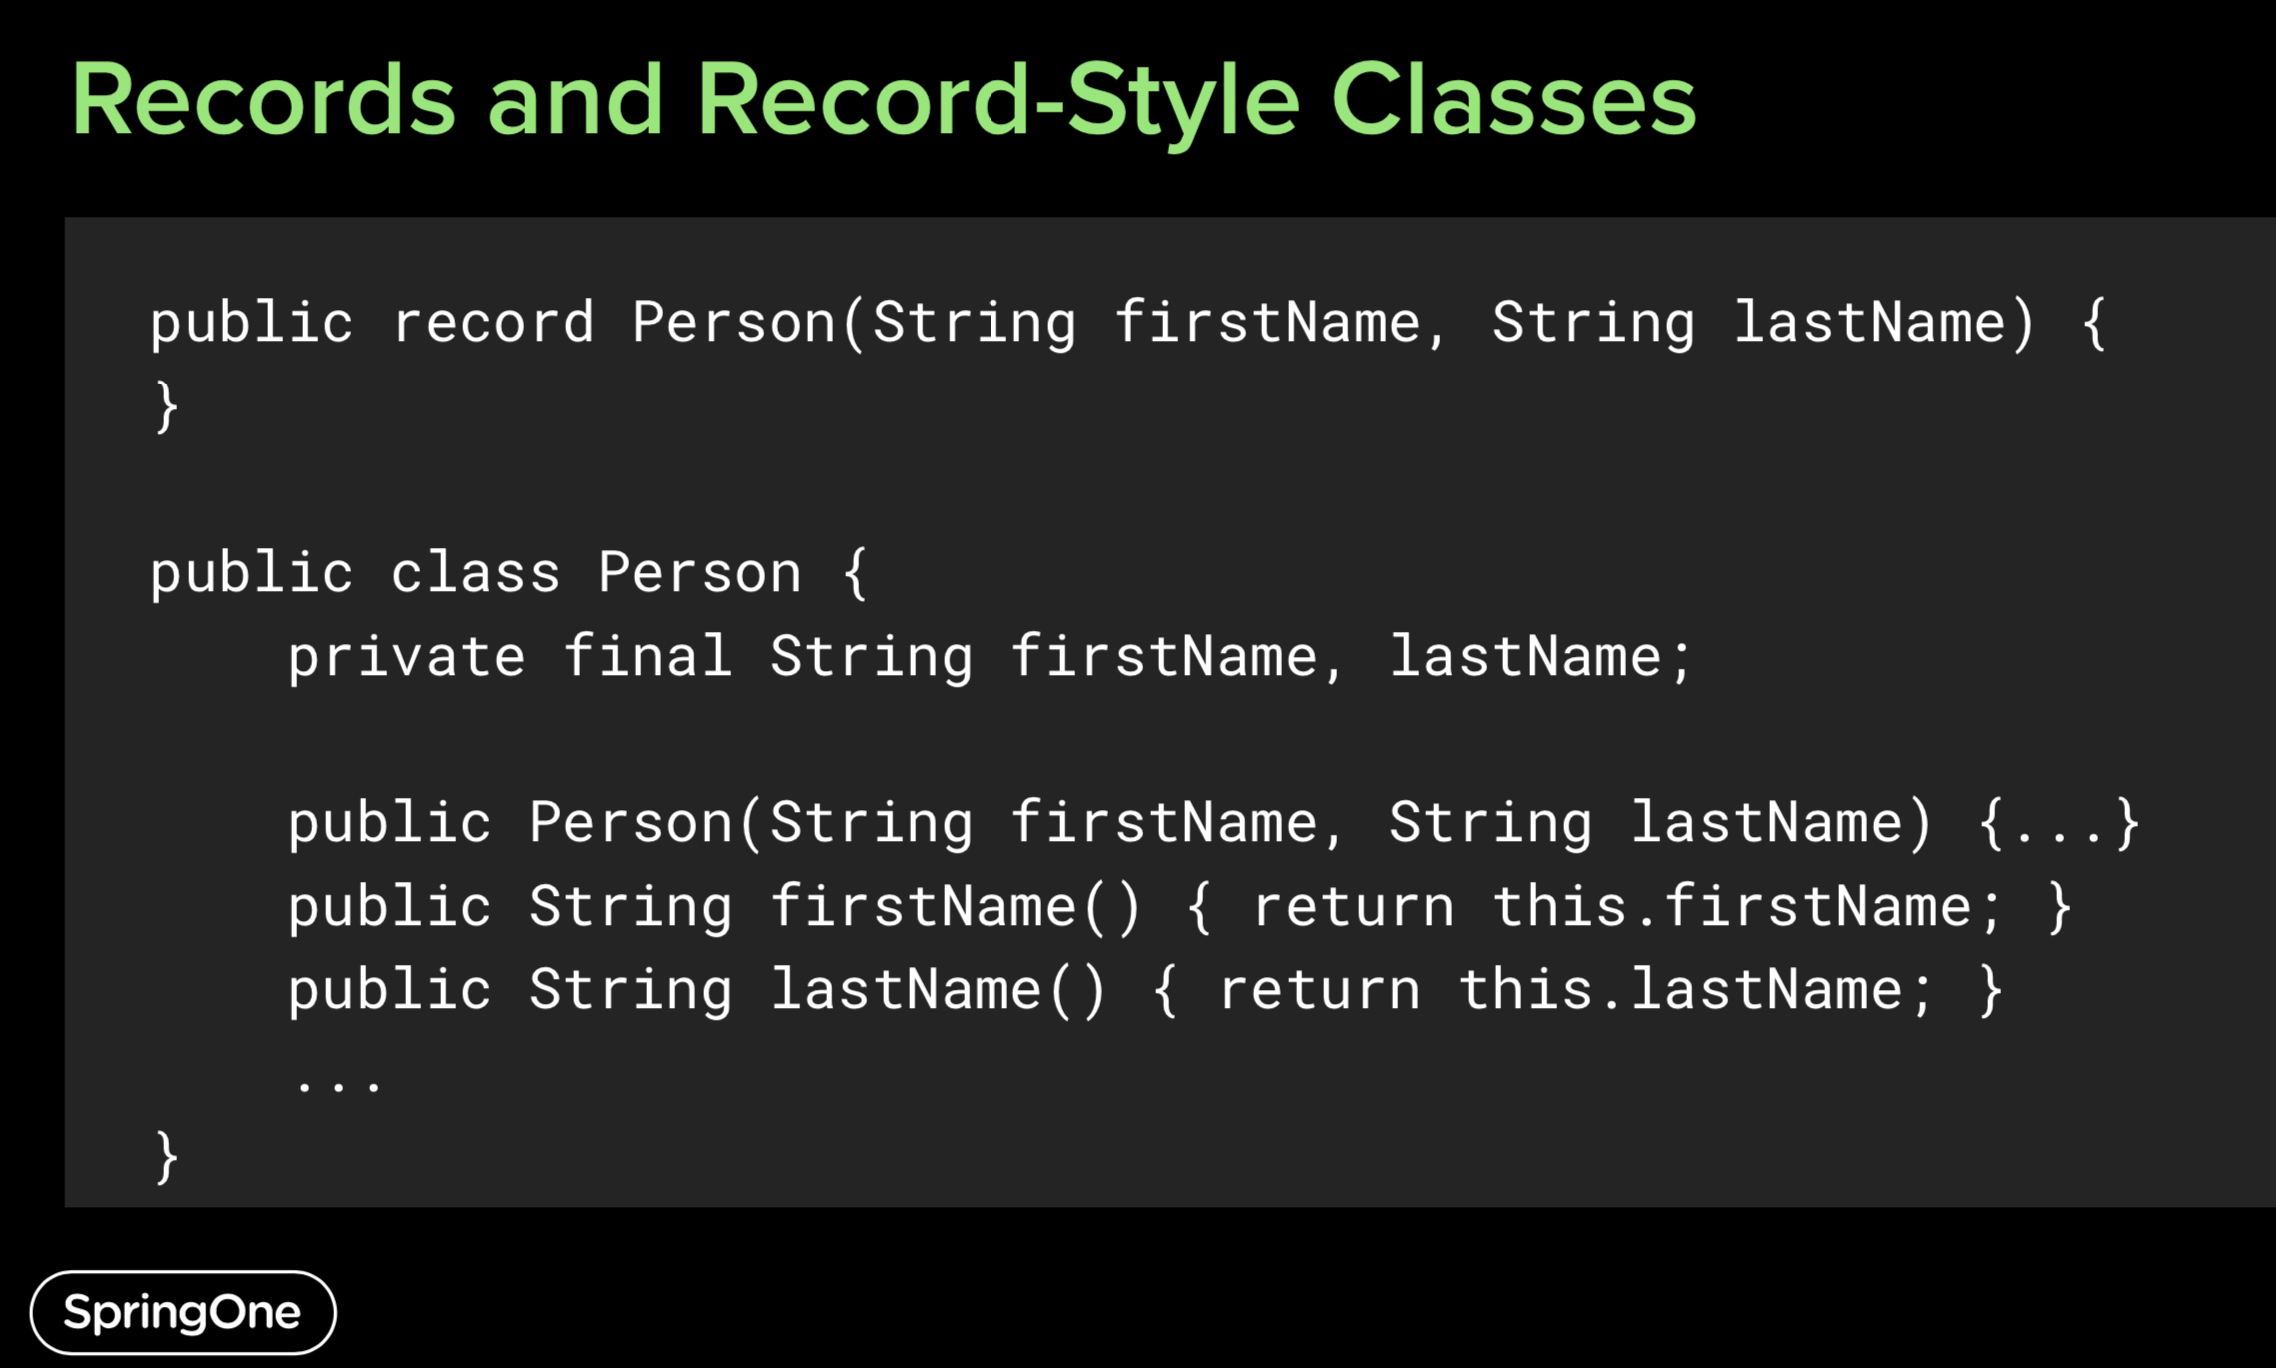 Records and Record-Style Classes
public record Person(String firstName, String lastName) {
}
public class Person {
    private final String firstName, lastName;
    public Person(String firstName, String lastName) {...}
    public String firstName() { return this.firstName; }
    public String lastName() { return this.lastName; }
    ...
}
SpringOne